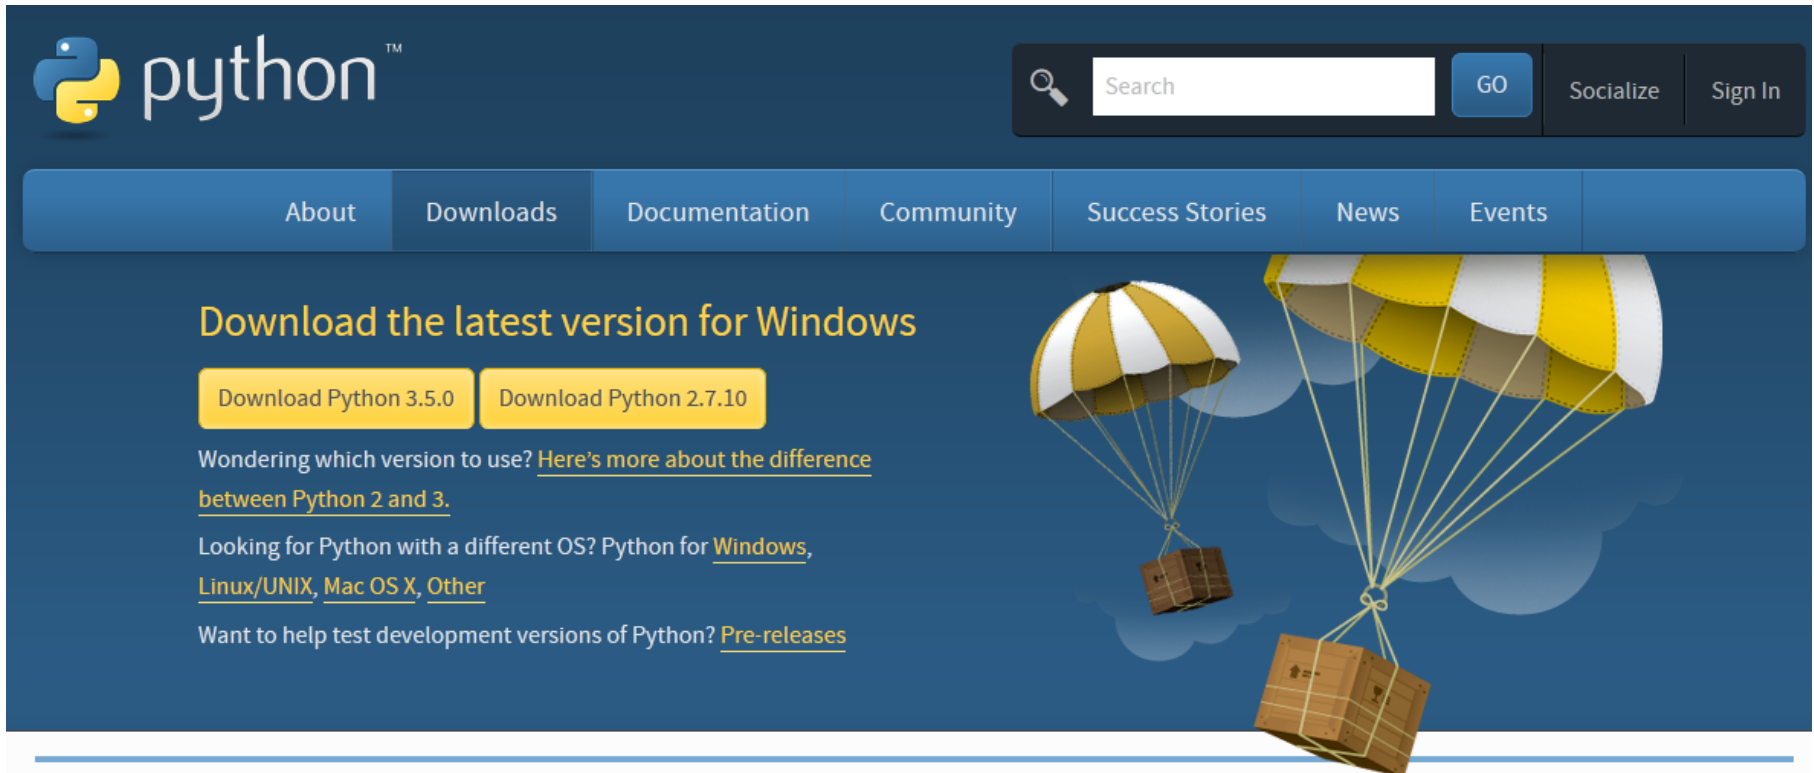 python™
Search
GO
Socialize
Sign In
About
Downloads
Documentation
Community
Success Stories
News
Events
Download the latest version for Windows
Download Python 3.5.0
Download Python 2.7.10
Wondering which version to use? Here's more about the difference
between Python 2 and 3.
Looking for Python with a different OS? Python for Windows,
Linux/UNIX, Mac OS X, Other
Want to help test development versions of Python? Pre-releases